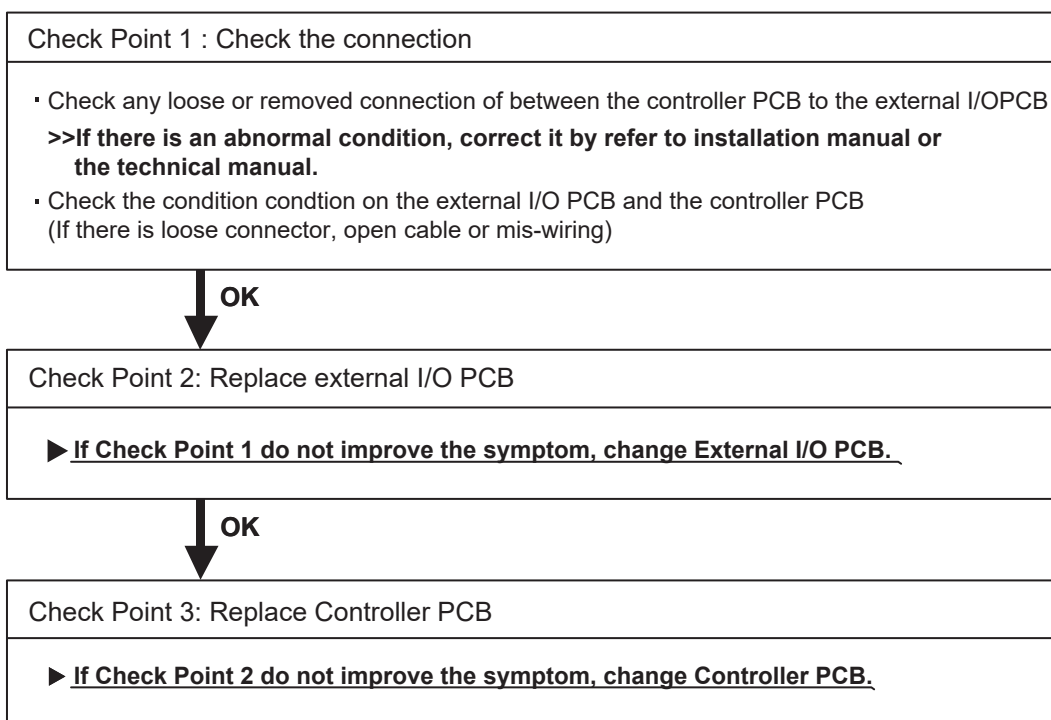 Check Point 1 : Check the connection
▪ Check any loose or removed connection of between the controller PCB to the external I/OPCB
>>If there is an abnormal condition, correct it by refer to installation manual or
the technical manual.
▪ Check the condition condtion on the external I/O PCB and the controller PCB
(If there is loose connector, open cable or mis-wiring)
OK
Check Point 2: Replace external I/O PCB
▶ If Check Point 1 do not improve the symptom, change External I/O PCB.
OK
Check Point 3: Replace Controller PCB
▶ If Check Point 2 do not improve the symptom, change Controller PCB.